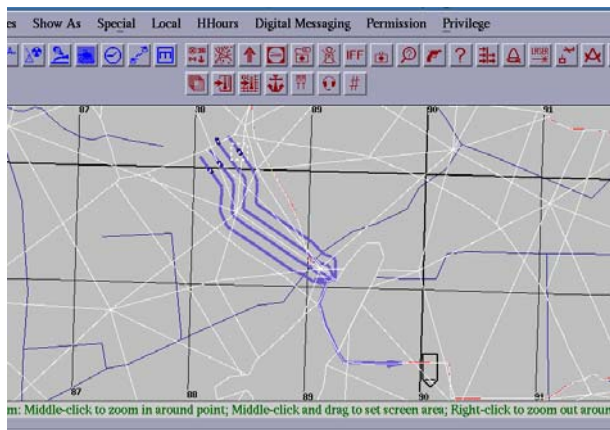 es Show As Special Local HHours Digital Messaging Permission Privilege
IFF ?
#
87 89 90 91
87 88 89 90 91
m: Middle-click to zoom in around point; Middle-click and drag to set screen area; Right-click to zoom out aroun